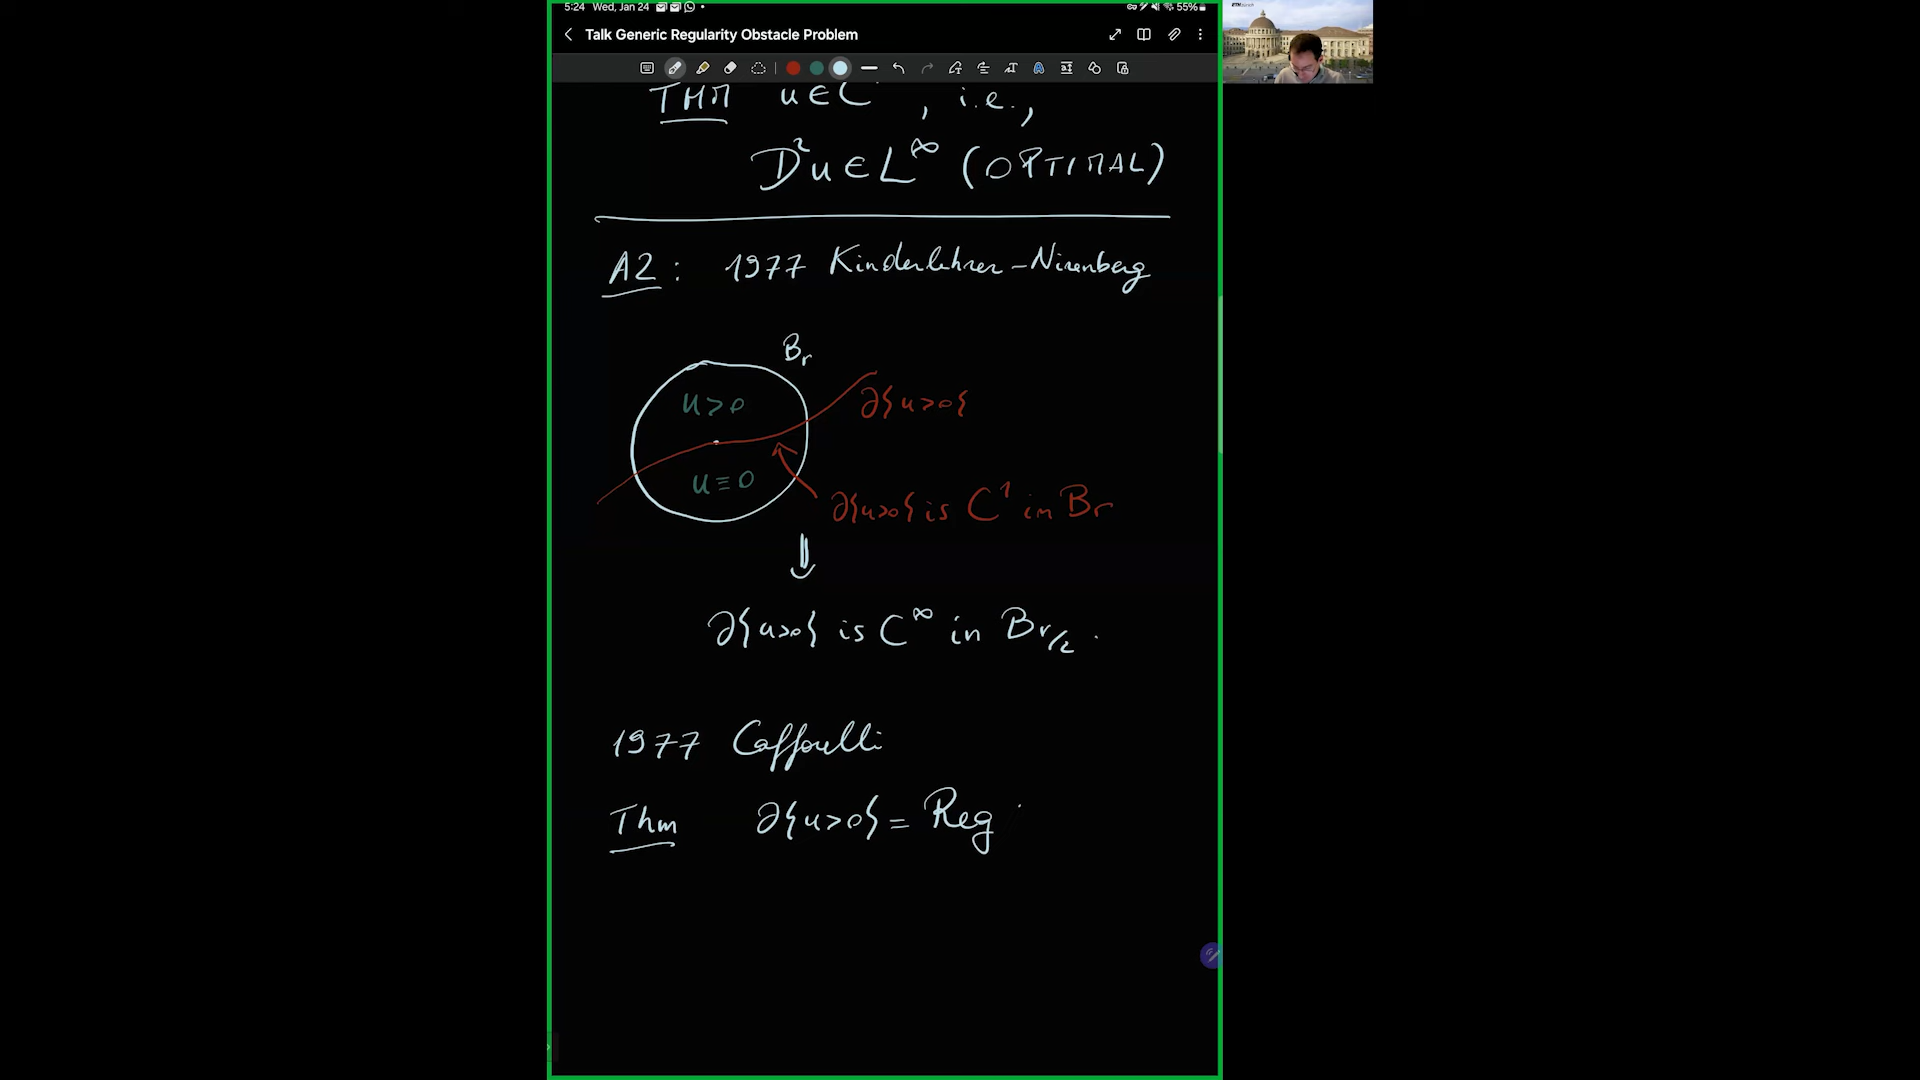 5:24 Wed, Jan 24
55%
Talk Generic Regularity Obstacle Problem
THM u ∈ C , i.e.,
D²u ∈ L^∞ (OPTIMAL)
A2 : 1977 Kinderlehrer - Nirenberg
B_r
u > 0
∂{u>0}
u ≡ 0
∂{u>0} is C¹ in Br
⇓
∂{u>0} is C^∞ in Br/2 .
1977 Caffarelli
Thm ∂{u>0} = Reg